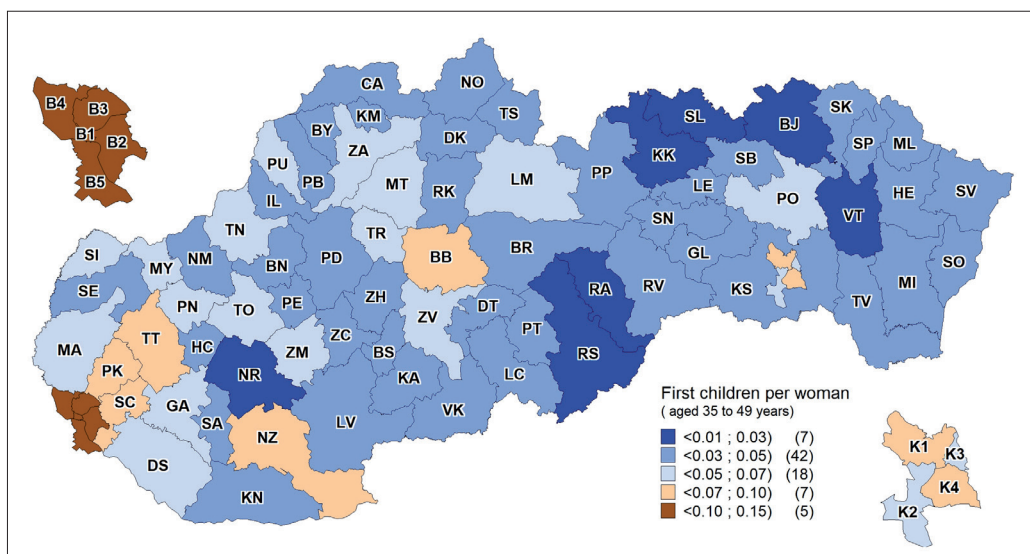 CA
NO
B4
B3
KM
TS
SL
BJ
SK
BY
DK
B1
B2
ZA
SP
ML
PU
KK
SB
B5
PB
MT
RK
LM
PP
LE
HE
SV
IL
PO
VT
TN
TR
SN
SI
MY
NM
BN
PD
BB
BR
GL
SO
SE
PE
ZH
RA
RV
KS
MI
PN
TO
DT
TV
MA
TT
HC
ZM
ZC
ZV
PT
PK
NR
BS
RS
SC
GA
KA
LC
SA
NZ
LV
VK
DS
KN
First children per woman
( aged 35 to 49 years)
<0.01 ; 0.03) (7)
<0.03 ; 0.05) (42)
<0.05 ; 0.07) (18)
<0.07 ; 0.10) (7)
<0.10 ; 0.15) (5)
K1
K3
K4
K2